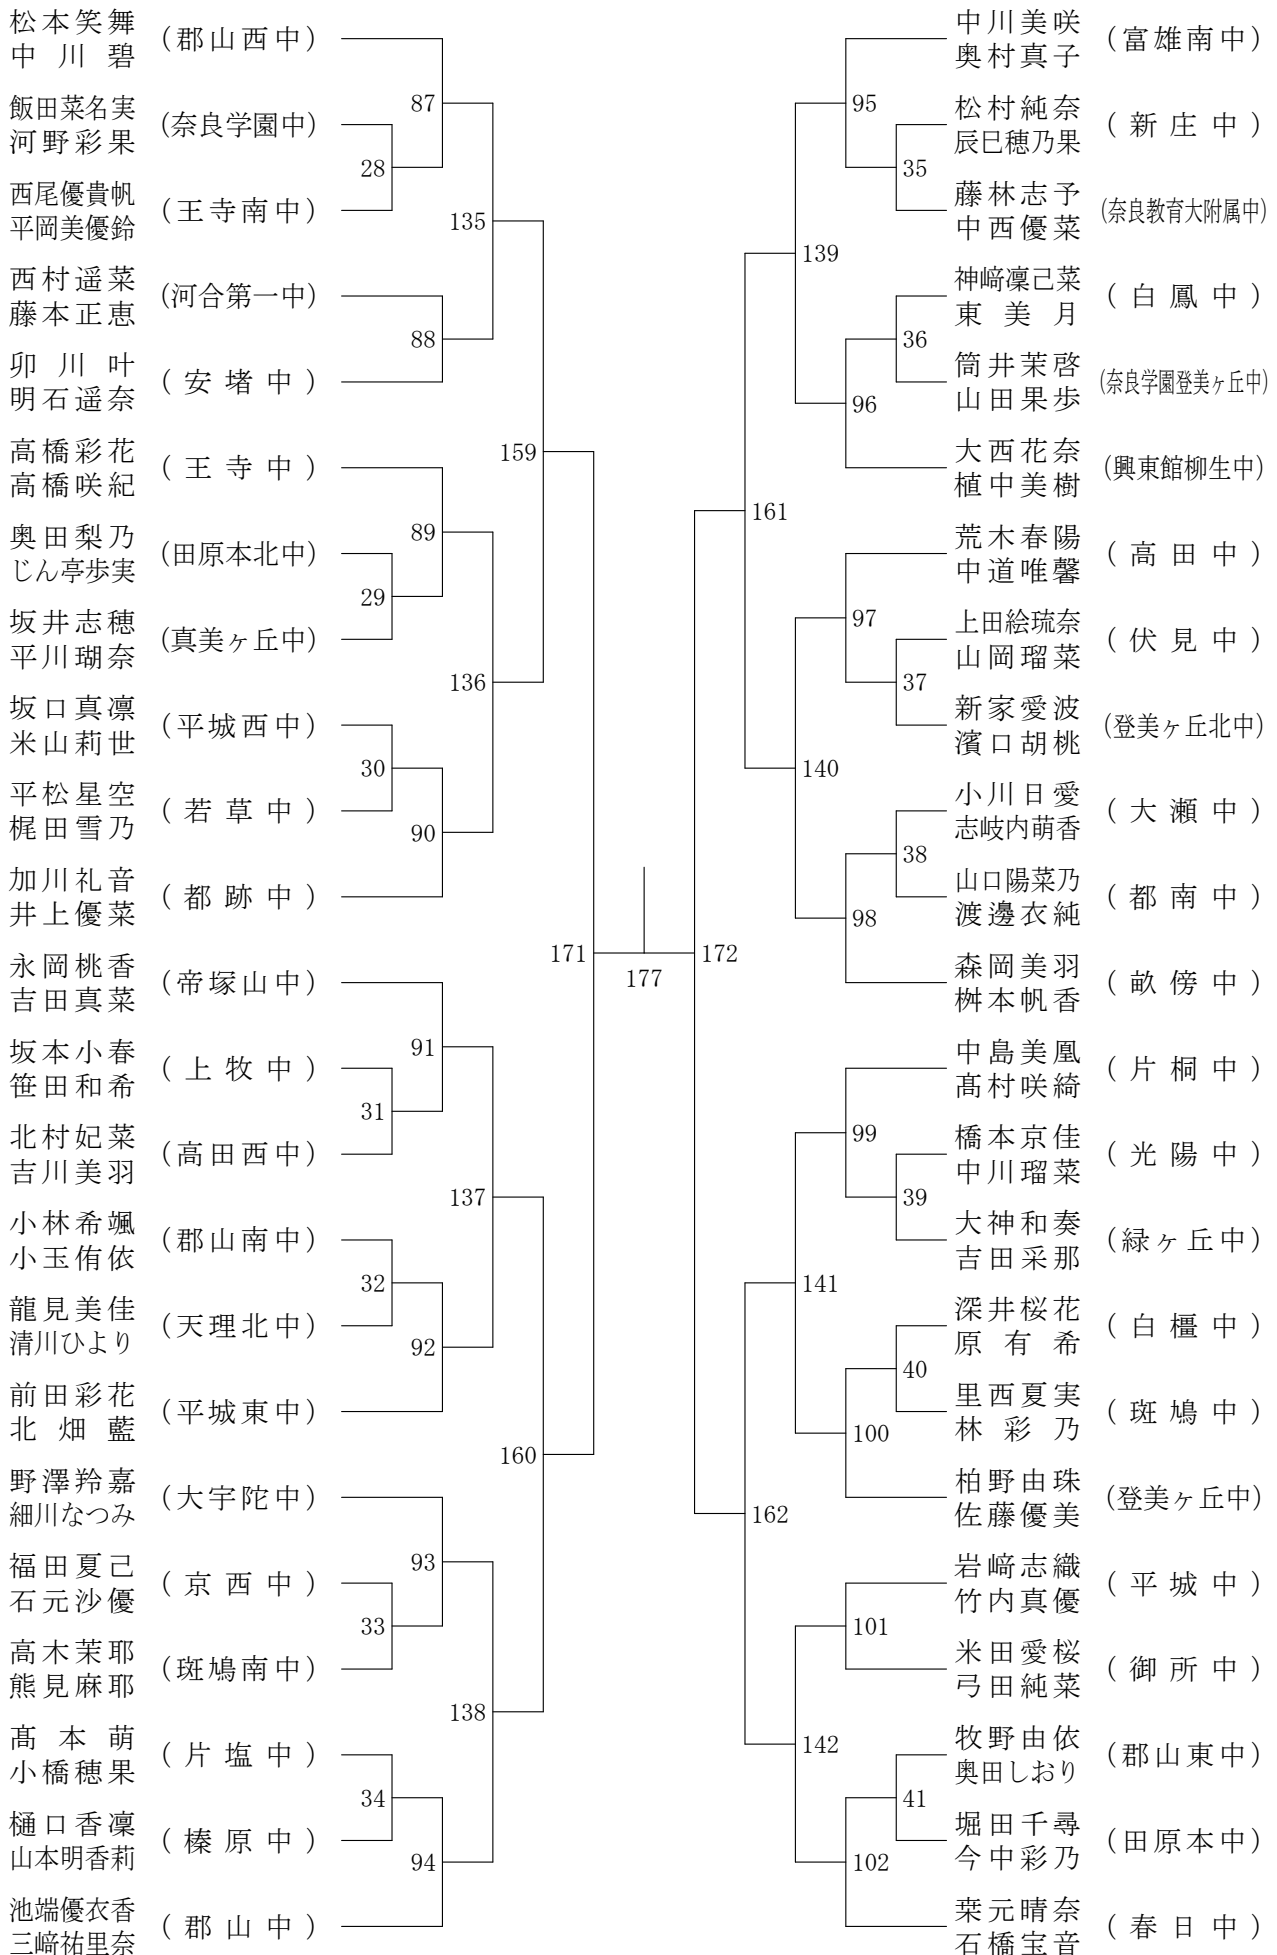 松本笑舞
中川碧
(郡山西中)
飯田菜名実
河野彩果
(奈良学園中)
西尾優貴帆
平岡美優鈴
(王寺南中)
西村遥菜
藤本正恵
(河合第一中)
卯川叶
明石遥奈
(安堵中)
高橋彩花
高橋咲紀
(王寺中)
奥田梨乃
じん亭歩実
(田原本北中)
坂井志穂
平川瑚奈
(真美ヶ丘中)
坂口真凛
米山莉世
(平城西中)
平松星空
梶田雪乃
(若草中)
加川礼音
井上優菜
(都跡中)
永岡桃香
吉田真菜
(帝塚山中)
坂本小春
笹田和希
(上牧中)
北村妃菜
吉川美羽
(高田西中)
小林希颯
小玉侑依
(郡山南中)
龍見美佳
清川ひより
(天理北中)
前田彩花
北畑藍
(平城東中)
野澤羚嘉
細川なつみ
(大宇陀中)
福田夏己
石元沙優
(京西中)
高木茉耶
熊見麻耶
(斑鳩南中)
髙本萌
小橋穂果
(片塩中)
樋口香凜
山本明香莉
(榛原中)
池端優衣香
三﨑祐里奈
(郡山中)
87
28
135
88
159
89
29
136
30
90
171
91
31
137
32
92
160
93
33
138
34
94
177
172
95
35
139
36
96
161
97
37
140
38
98
99
39
141
40
100
162
101
142
41
102
中川美咲
奥村真子
(富雄南中)
松村純奈
辰巳穂乃果
(新庄中)
藤林志予
中西優菜
(奈良教育大附属中)
神﨑凜己菜
東美月
(白鳳中)
筒井茉啓
山田果歩
(奈良学園登美ヶ丘中)
大西花奈
植中美樹
(興東館柳生中)
荒木春陽
中道唯馨
(高田中)
上田絵琉奈
山岡瑠菜
(伏見中)
新家愛波
濱口胡桃
(登美ヶ丘北中)
小川日愛
志岐内萌香
(大瀬中)
山口陽菜乃
渡邊衣純
(都南中)
森岡美羽
桝本帆香
(畝傍中)
中島美凰
髙村咲綺
(片桐中)
橋本京佳
中川瑠菜
(光陽中)
大神和奏
吉田采那
(緑ヶ丘中)
深井桜花
原有希
(白橿中)
里西夏実
林彩乃
(斑鳩中)
柏野由珠
佐藤優美
(登美ヶ丘中)
岩﨑志織
竹内真優
(平城中)
米田愛桜
弓田純菜
(御所中)
牧野由依
奥田しおり
(郡山東中)
堀田千尋
今中彩乃
(田原本中)
桒元晴奈
石橋宝音
(春日中)